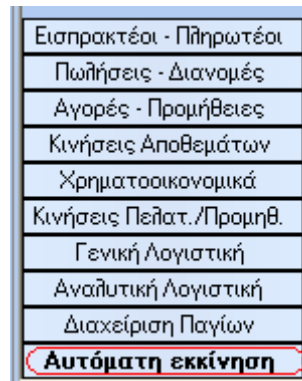 Εισπρακτέοι - Πληρωτέοι
Πωλήσεις - Διανομές
Αγορές - Προμήθειες
Κινήσεις Αποθεμάτων
Χρηματοοικονομικά
Κινήσεις Πελατ./Προμηθ.
Γενική Λογιστική
Αναλυτική Λογιστική
Διαχείριση Παγίων
Αυτόματη εκκίνηση